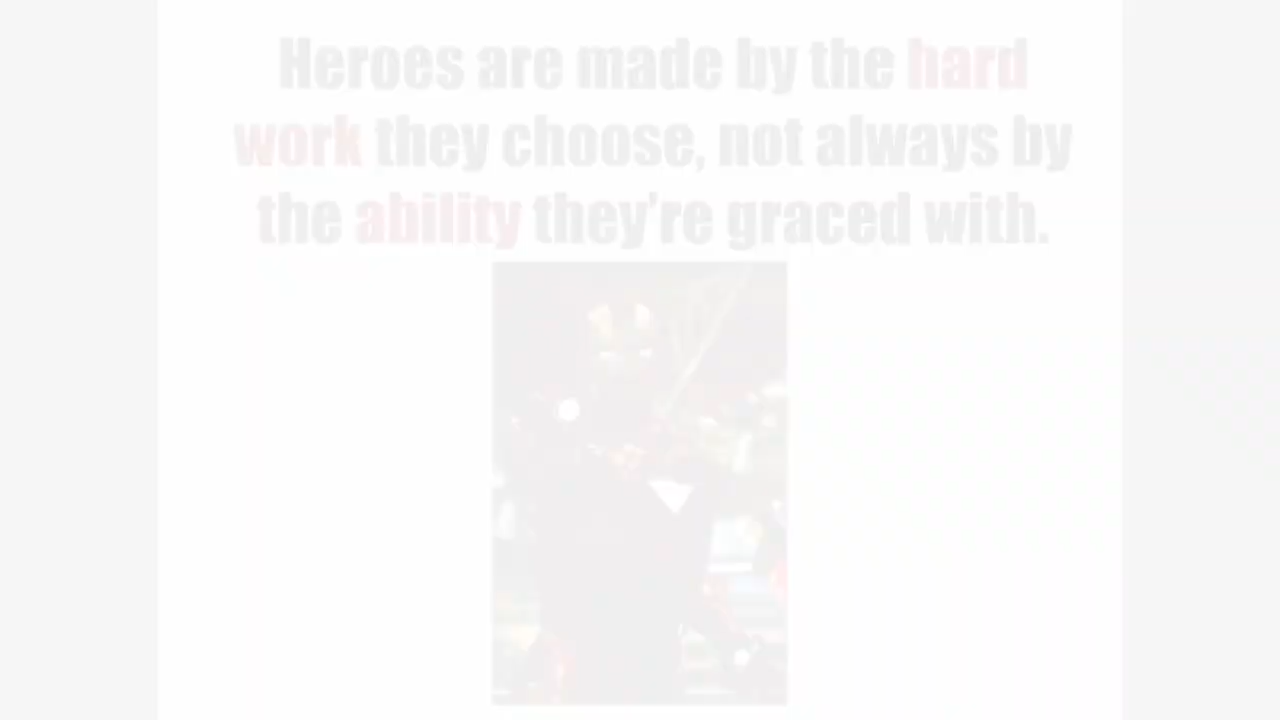 Heroes are made by the hard
work they choose, not always by
the ability they're graced with.